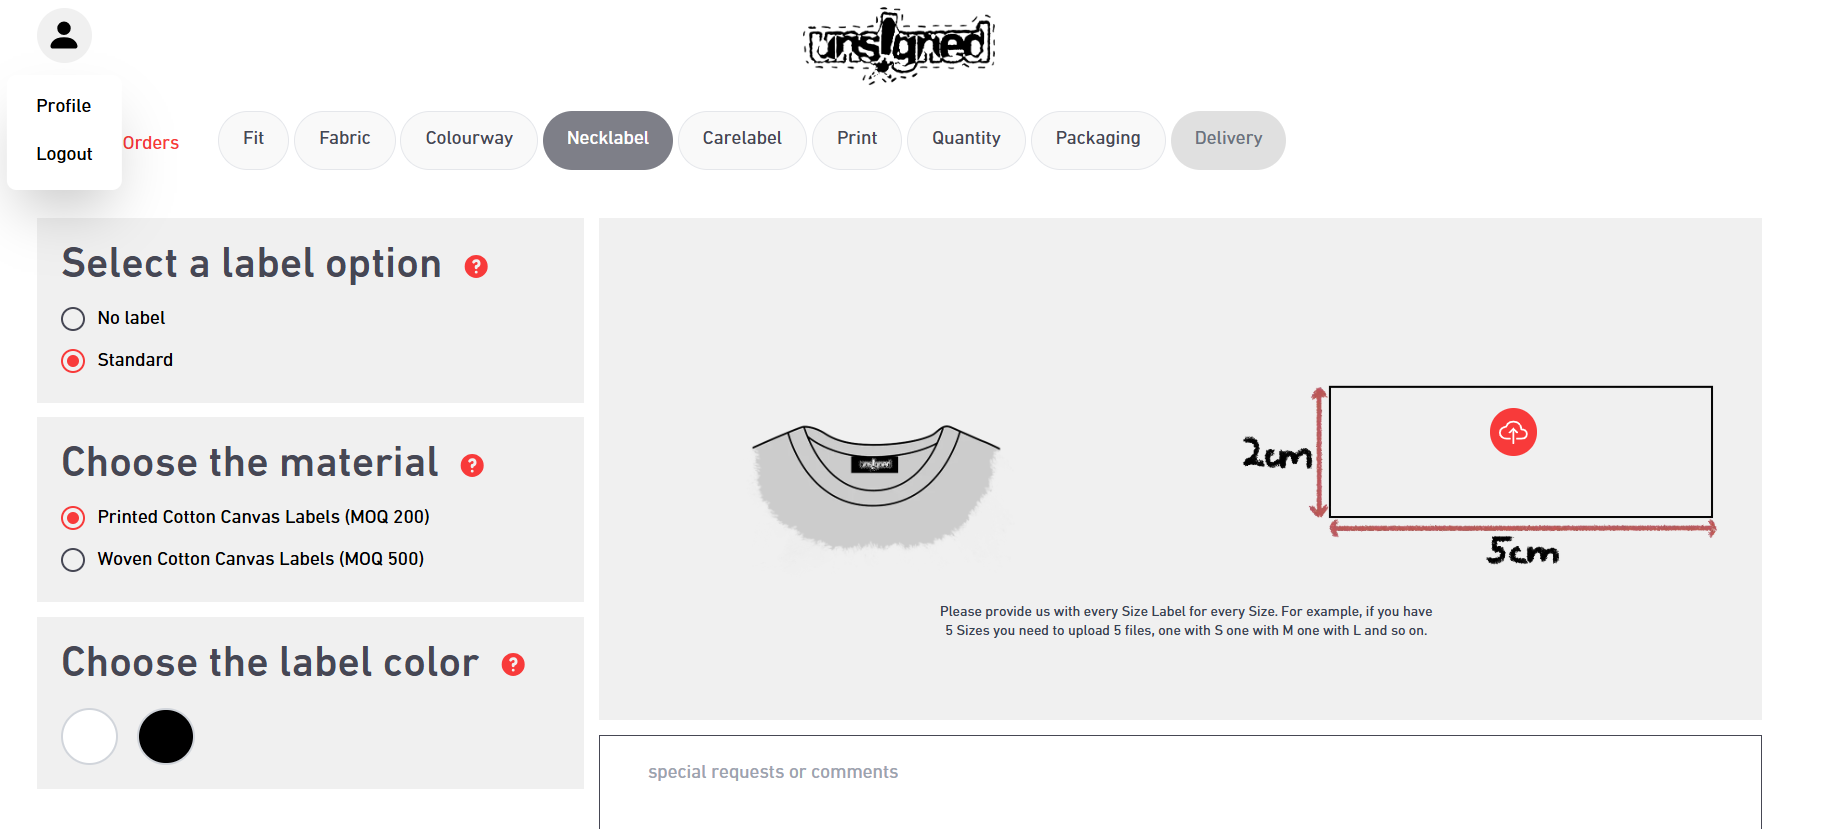 unsigned
Profile
Logout
Orders
Fit
Fabric
Colourway
Necklabel
Carelabel
Print
Quantity
Packaging
Delivery
Select a label option ?
No label
Standard
Choose the material ?
Printed Cotton Canvas Labels (MOQ 200)
Woven Cotton Canvas Labels (MOQ 500)
Choose the label color ?
unsigned
2cm
5cm
Please provide us with every Size Label for every Size. For example, if you have
5 Sizes you need to upload 5 files, one with S one with M one with L and so on.
special requests or comments